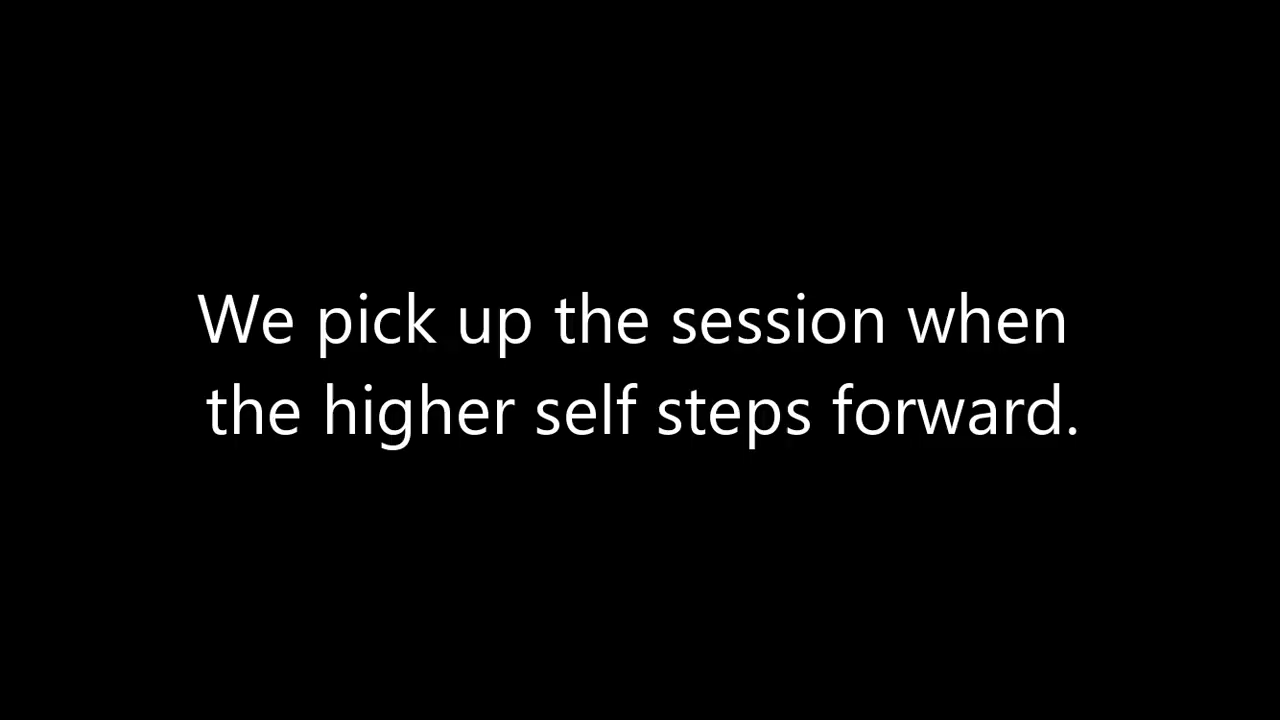 We pick up the session when
the higher self steps forward.